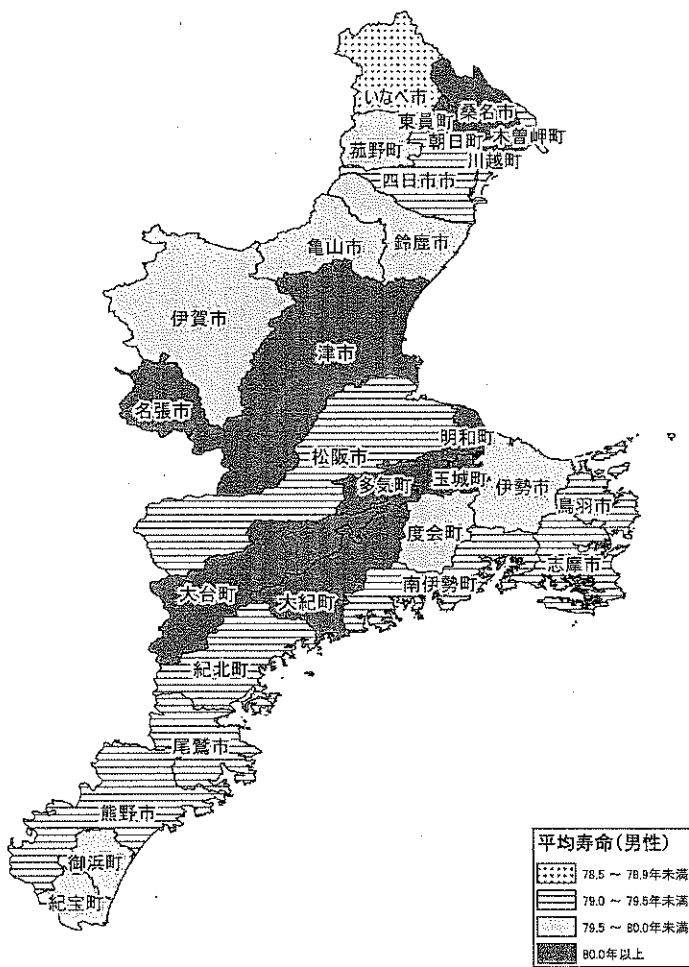 いなべ市
桑名市
東員町
木曽岬町
朝日町
菰野町
川越町
四日市市
亀山市
鈴鹿市
伊賀市
津市
名張市
明和町
松阪市
多気町
玉城町
伊勢市
鳥羽市
度会町
志摩市
南伊勢町
大台町
大紀町
紀北町
尾鷲市
熊野市
御浜町
紀宝町
平均寿命(男性)
78.5 ~ 78.9年未満
79.0 ~ 79.5年未満
79.5 ~ 80.0年未満
80.0年以上